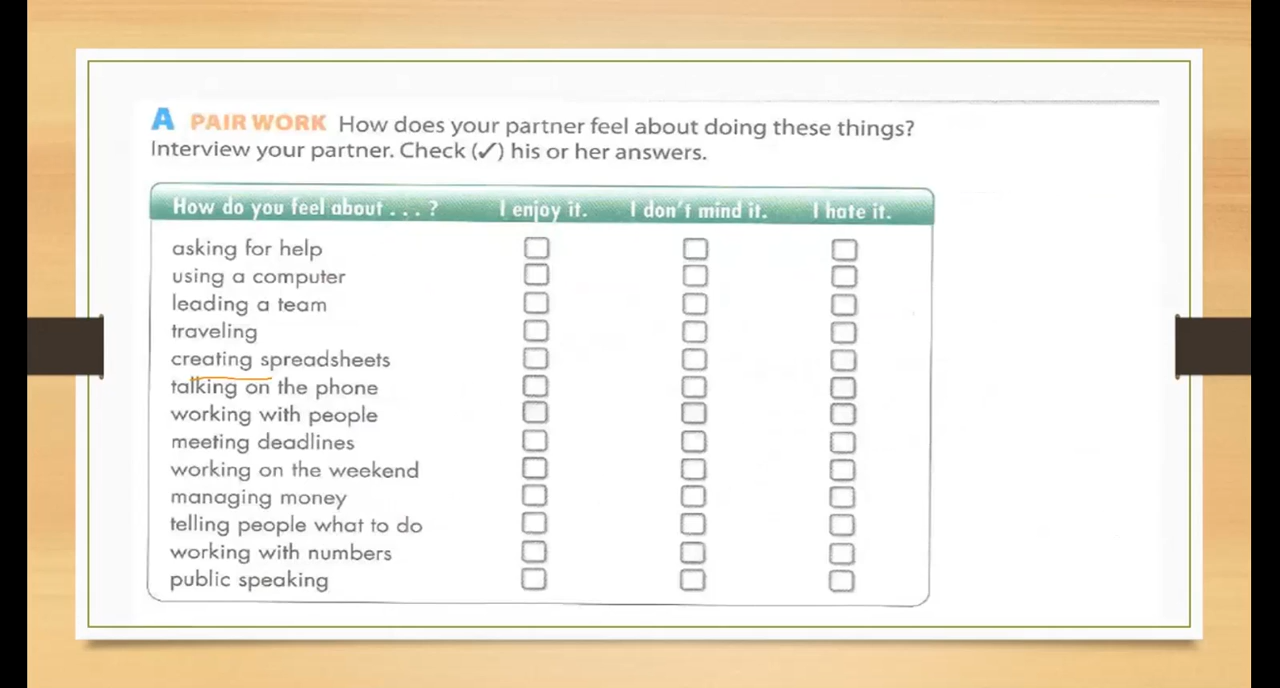 A PAIR WORK How does your partner feel about doing these things?
Interview your partner. Check (✓) his or her answers.
How do you feel about . . . ? I enjoy it. I don't mind it. I hate it.
asking for help
using a computer
leading a team
traveling
creating spreadsheets
talking on the phone
working with people
meeting deadlines
working on the weekend
managing money
telling people what to do
working with numbers
public speaking